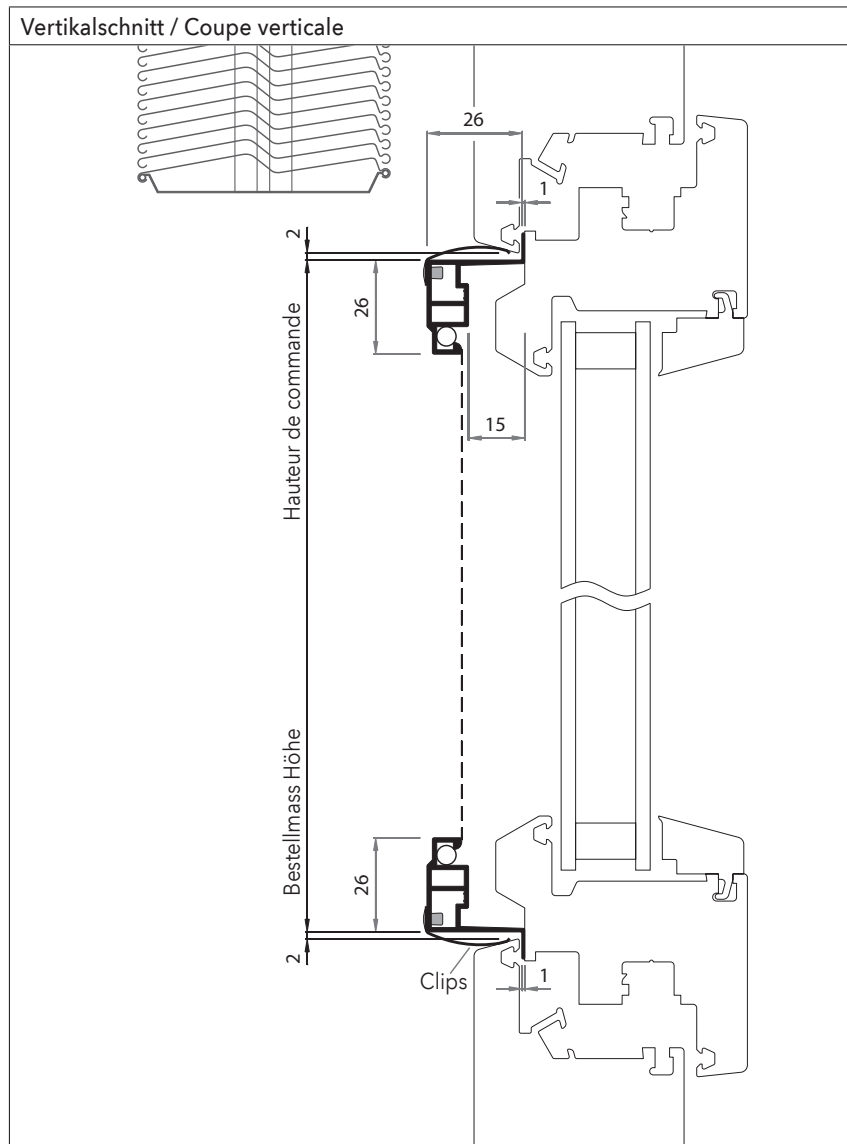 Vertikalschnitt / Coupe verticale
26
1
2
26
15
Hauteur de commande
Bestellmass Höhe
26
2
Clips
1